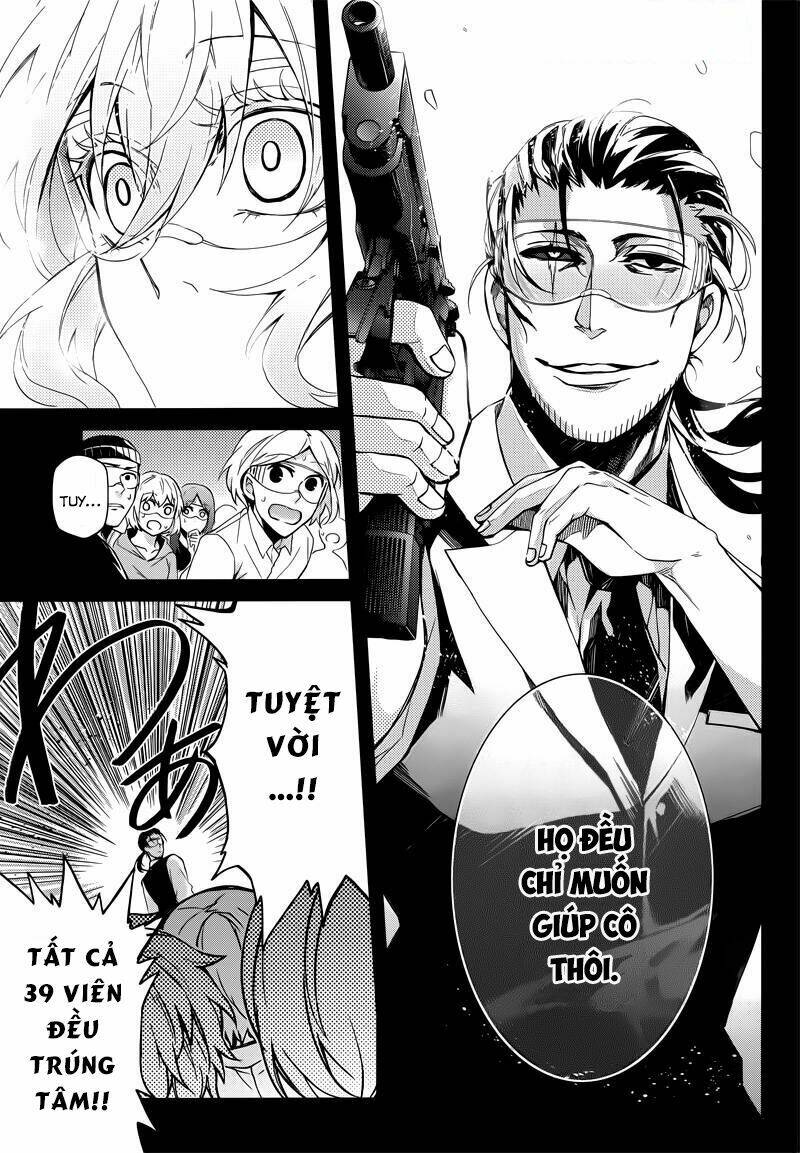 HỌ ĐỀU
CHỈ MUỐN
GIÚP CÔ
THÔI.
TUY...
TUYỆT
VỜI
...!!
わあ
TẤT CẢ
39 VIÊN
ĐỀU
TRÚNG
TÂM!!